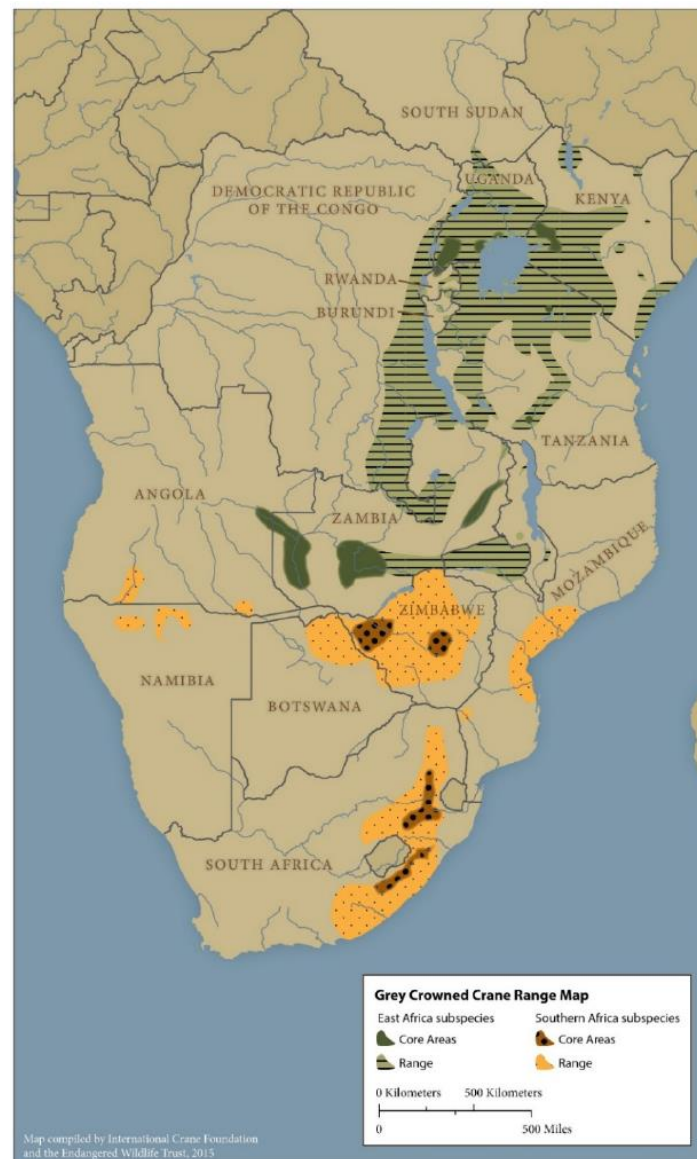 SOUTH SUDAN
UGANDA
DEMOCRATIC REPUBLIC
OF THE CONGO
KENYA
RWANDA
BURUNDI
TANZANIA
ANGOLA
ZAMBIA
MOZAMBIQUE
ZIMBABWE
NAMIBIA
BOTSWANA
SOUTH AFRICA
Grey Crowned Crane Range Map
East Africa subspecies
Core Areas
Range
Southern Africa subspecies
Core Areas
Range
0 Kilometers 500 Kilometers
0 500 Miles
Map compiled by International Crane Foundation
and the Endangered Wildlife Trust, 2015